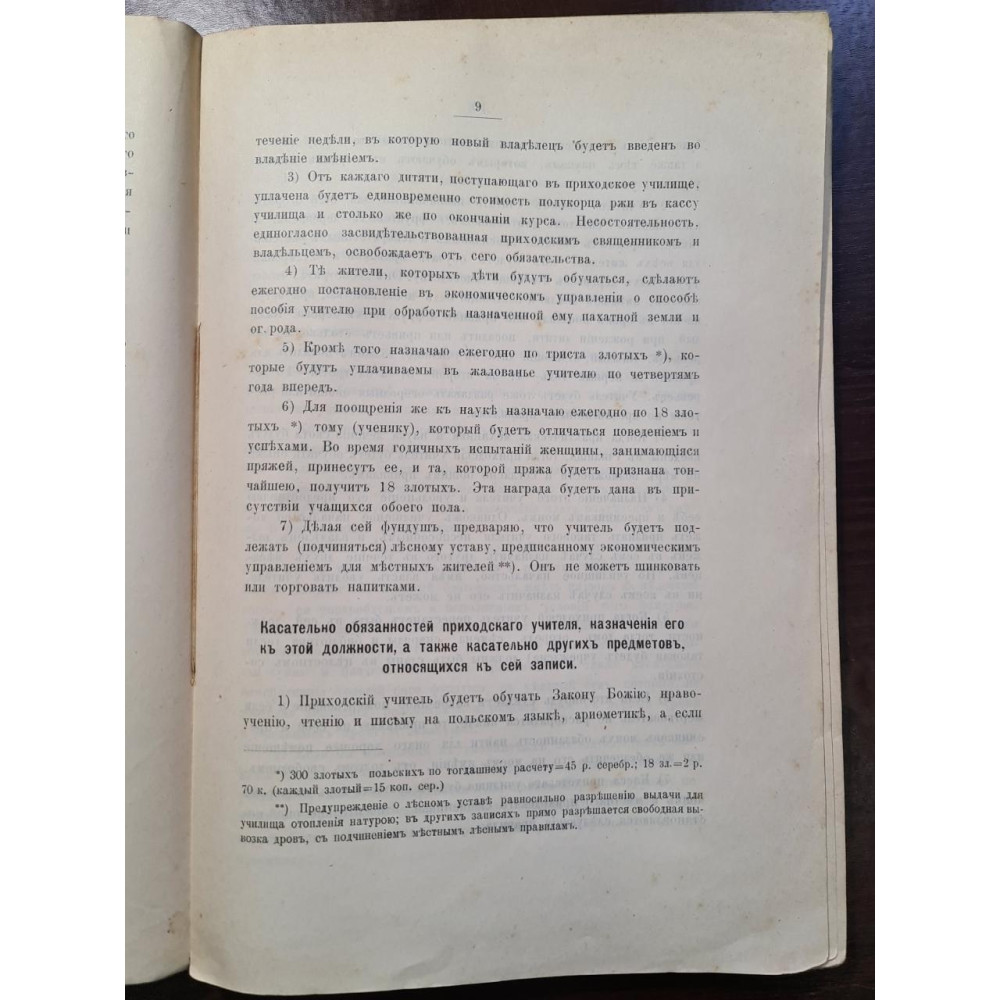 9
теченіе недѣли, въ которую новый владѣлецъ будетъ введенъ во
владѣніе имѣніемъ.
3) Отъ каждаго дитяти, поступающаго въ приходское училище,
уплачена будетъ единовременно стоимость полукорца ржи въ кассу
училища и столько же по окончаніи курса. Несостоятельность,
единогласно засвидѣтельствованная приходскимъ священникомъ и
владѣльцемъ, освобождаетъ отъ сего обязательства.
4) Тѣ жители, которыхъ дѣти будутъ обучаться, сдѣлаютъ
ежегодно постановленіе въ экономическомъ управленіи о способѣ
пособія учителю при обработкѣ назначенной ему пахатной земли и
огорода.
5) Кромѣ того назначаю ежегодно по триста злотыхъ *), ко-
торые будутъ уплачиваемы въ жалованье учителю по четвертямъ
года впередъ.
6) Для поощренія же къ наукѣ назначаю ежегодно по 18 зло-
тыхъ *) тому (ученику), который будетъ отличаться поведеніемъ и
успѣхами. Во время годичныхъ испытаній женщины, занимающіяся
пряжей, принесутъ ее, и та, которой пряжа будетъ признана тон-
чайшею, получитъ 18 злотыхъ. Эта награда будетъ дана въ при-
сутствіи учащихся обоего пола.
7) Дѣлая сей фундушъ, предваряю, что учитель будетъ под-
лежать (подчиняться) лѣсному уставу, предписанному экономическимъ
управленіемъ для мѣстныхъ жителей **). Онъ не можетъ шинковать
или торговать напитками.
Касательно обязанностей приходскаго учителя, назначенія его
къ этой должности, а также касательно другихъ предметовъ,
относящихся къ сей записи.
1) Приходскій учитель будетъ обучать Закону Божію, нраво-
ученію, чтенію и письму на польскомъ языкѣ, ариѳметикѣ, а если
*) 300 злотыхъ польскихъ по тогдашнему расчету=45 р. серебр.; 18 зл.=2 р.
70 к. (каждый злотый=15 коп. сер.)
**) Предупрежденіе о лѣсномъ уставѣ равносильно разрѣшенію выдачи для
училища отопленія натурою; въ другихъ записяхъ прямо разрѣшается свободная вы-
возка дровъ, съ подчиненіемъ мѣстнымъ лѣснымъ правиламъ.